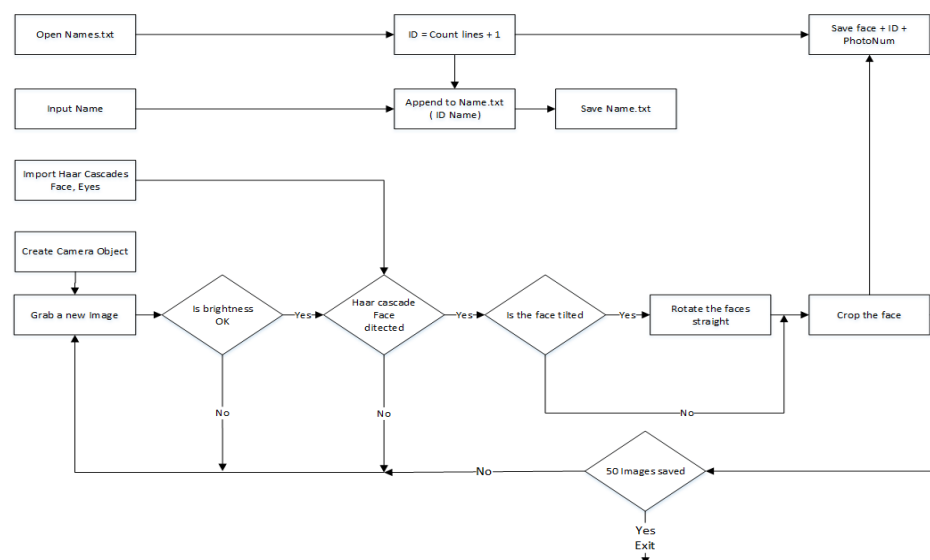 Open Names.txt
ID = Count lines + 1
Save face + ID +
PhotoNum
Input Name
Append to Name.txt
( ID Name)
Save Name.txt
Import Haar Cascades
Face, Eyes
Create Camera Object
Grab a new Image
Is brightness
OK
Yes
Haar cascade
Face
ditected
Yes
Is the face tilted
Yes
Rotate the faces
straight
Crop the face
No
No
No
No
50 Images saved
Yes
Exit